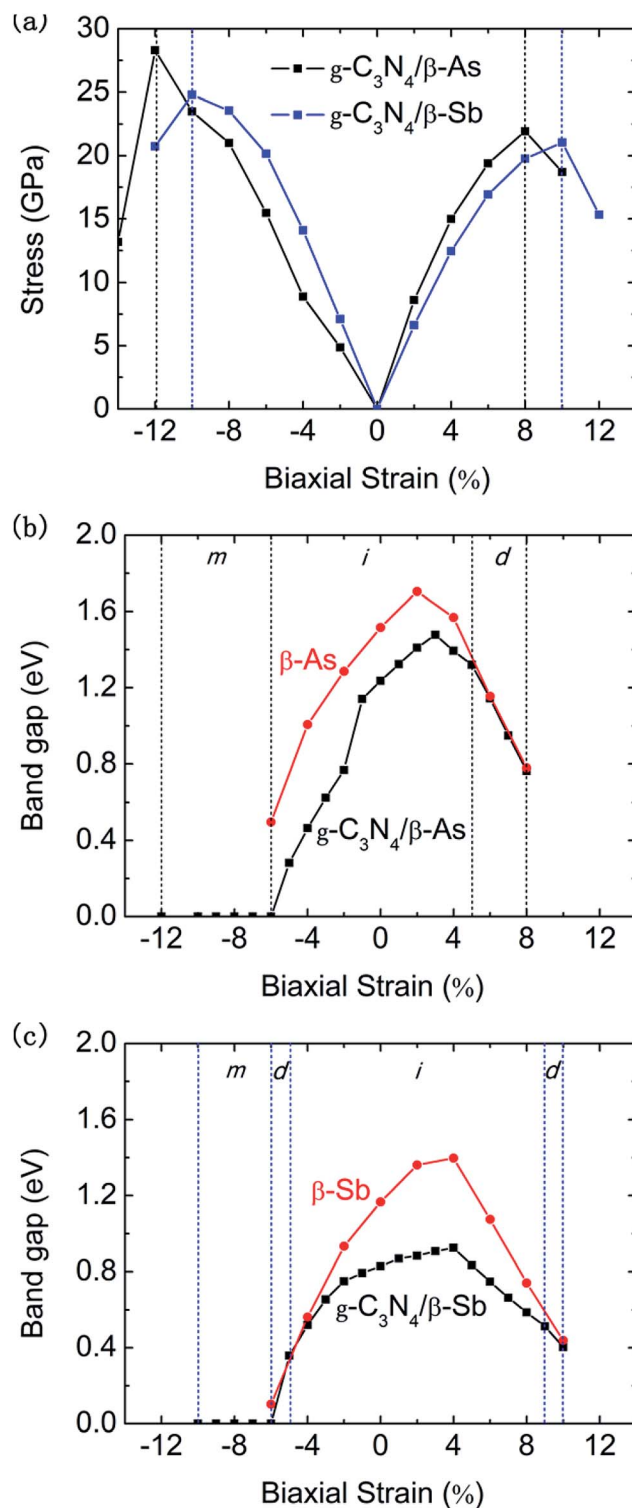 (a)
30
25
20
15
10
5
0
Stress (GPa)
g-C₃N₄/β-As
g-C₃N₄/β-Sb
-12 -8 -4 0 4 8 12
Biaxial Strain (%)
(b)
2.0
1.6
1.2
0.8
0.4
0.0
Band gap (eV)
m i d
β-As
g-C₃N₄/β-As
-12 -8 -4 0 4 8 12
Biaxial Strain (%)
(c)
2.0
1.4
1.2
0.8
0.4
0.0
Band gap (eV)
m d i d
β-Sb
g-C₃N₄/β-Sb
-12 -8 -4 0 4 8 12
Biaxial Strain (%)